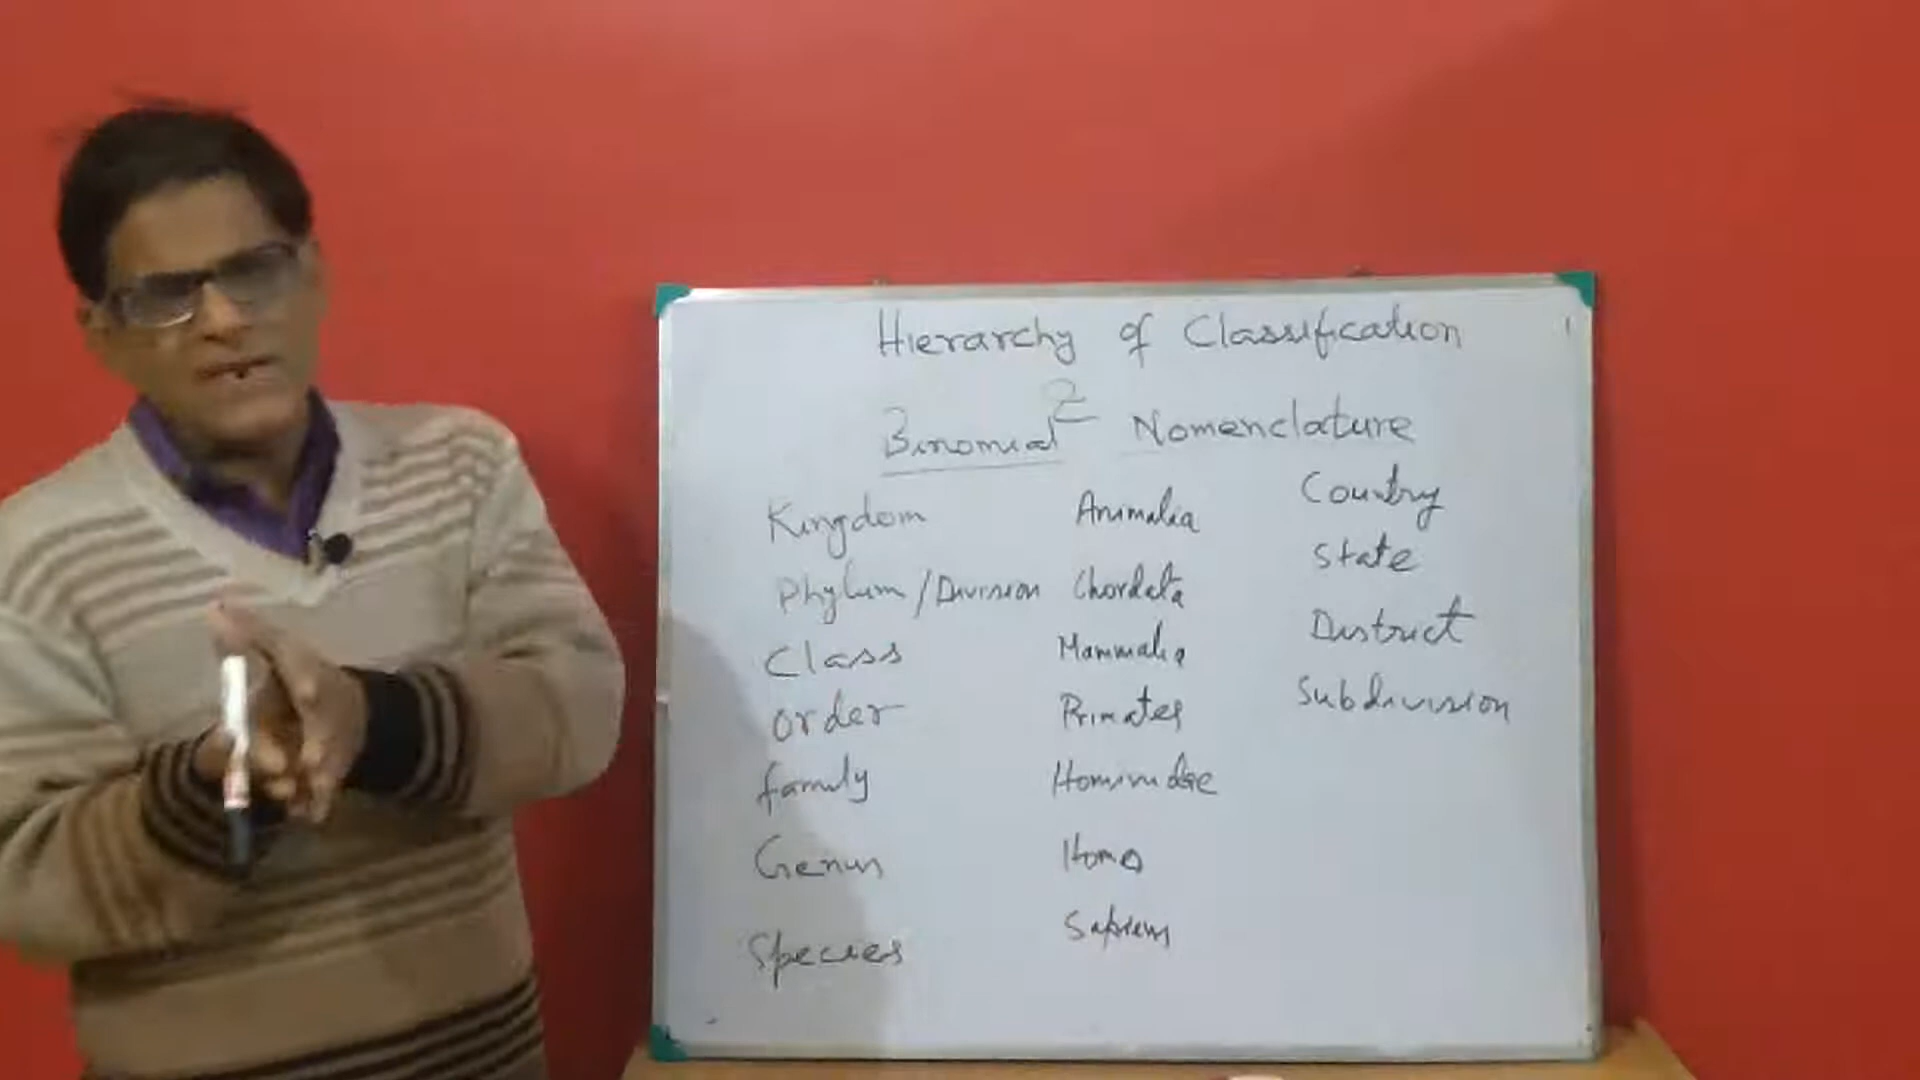 Hierarchy of Classification
2
Binomial Nomenclature
Kingdom Animalia Country
Phylum / Division Chordata State
Class Mammalia District
Order Primates Subdivision
family Hominidae
Genus Homo
Species Sapiens